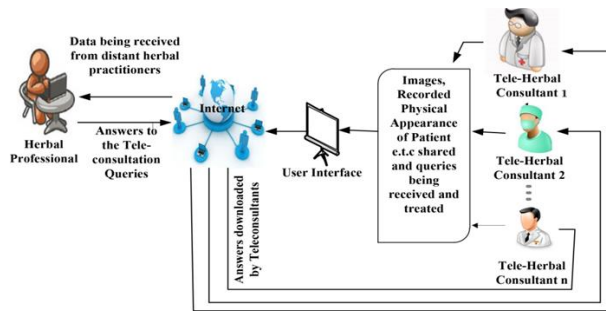 Data being received
from distant herbal
practitioners
Herbal
Professional
Answers to
the Tele-
consultation
Queries
Internet
Answers downloaded
by Teleconsultants
User Interface
Images,
Recorded
Physical
Appearance
of Patient
e.t.c shared
and queries
being
received and
treated
Tele-Herbal
Consultant 1
Tele-Herbal
Consultant 2
Tele-Herbal
Consultant n